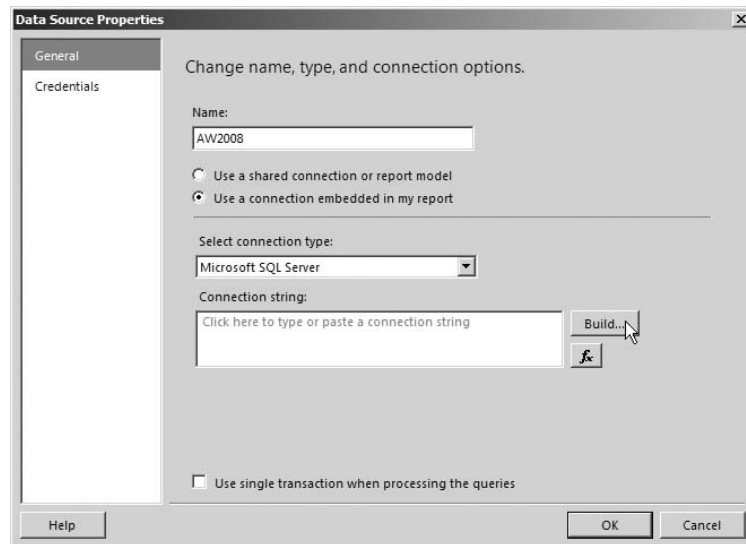 Data Source Properties
General
Credentials
Change name, type, and connection options.
Name:
AW2008
Use a shared connection or report model
Use a connection embedded in my report
Select connection type:
Microsoft SQL Server
Connection string:
Click here to type or paste a connection string
Build...
fx
Use single transaction when processing the queries
Help
OK
Cancel